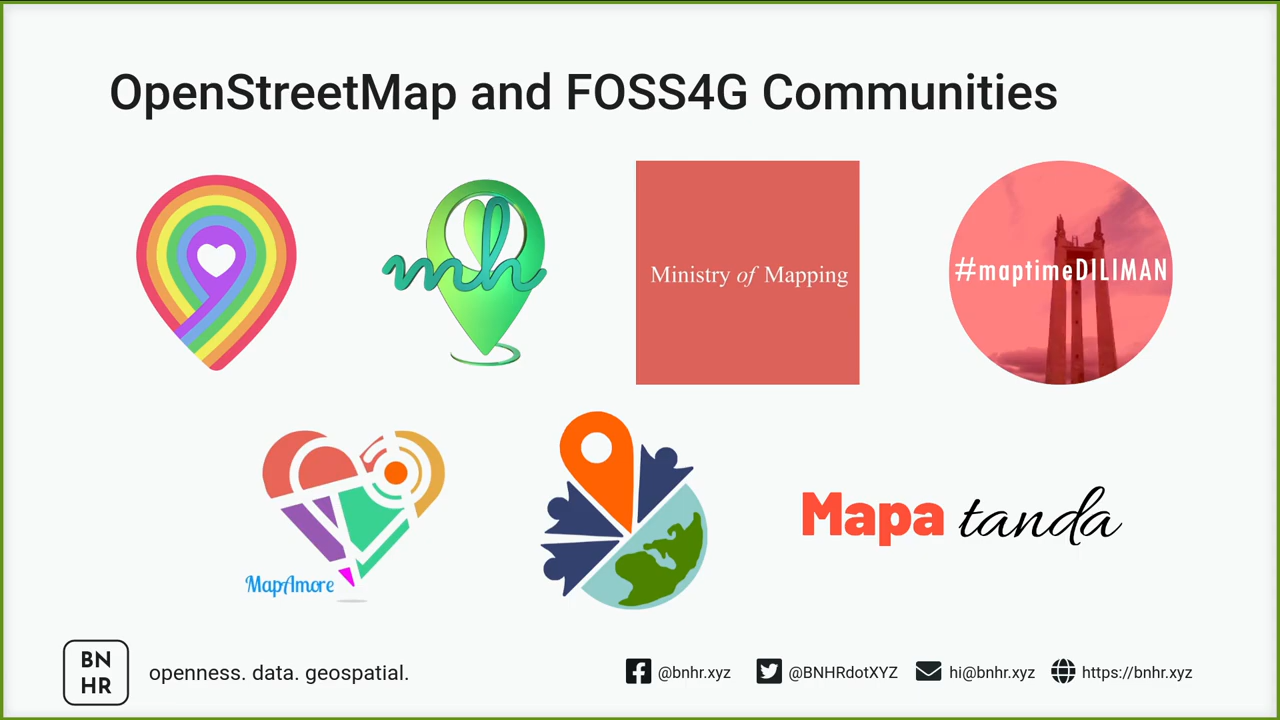 OpenStreetMap and FOSS4G Communities
mh
Ministry of Mapping
#maptimeDILIMAN
MapAmore
Mapa tanda
BN
HR
openness. data. geospatial.
@bnhr.xyz
@BNHRdotXYZ
hi@bnhr.xyz
https://bnhr.xyz